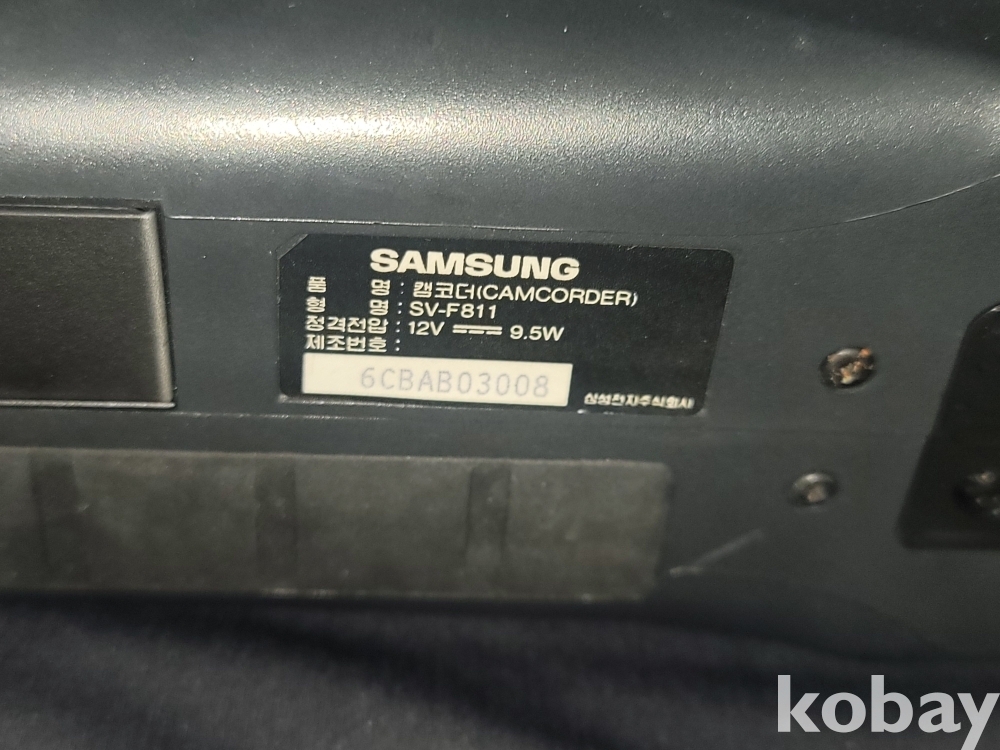 SAMSUNG
품 명 : 캠코더(CAMCORDER)
형 명 : SV-F811
정격전압 : 12V ⎓ 9.5W
제조번호 :
6CBAB03008
삼성전자주식회사
kobay